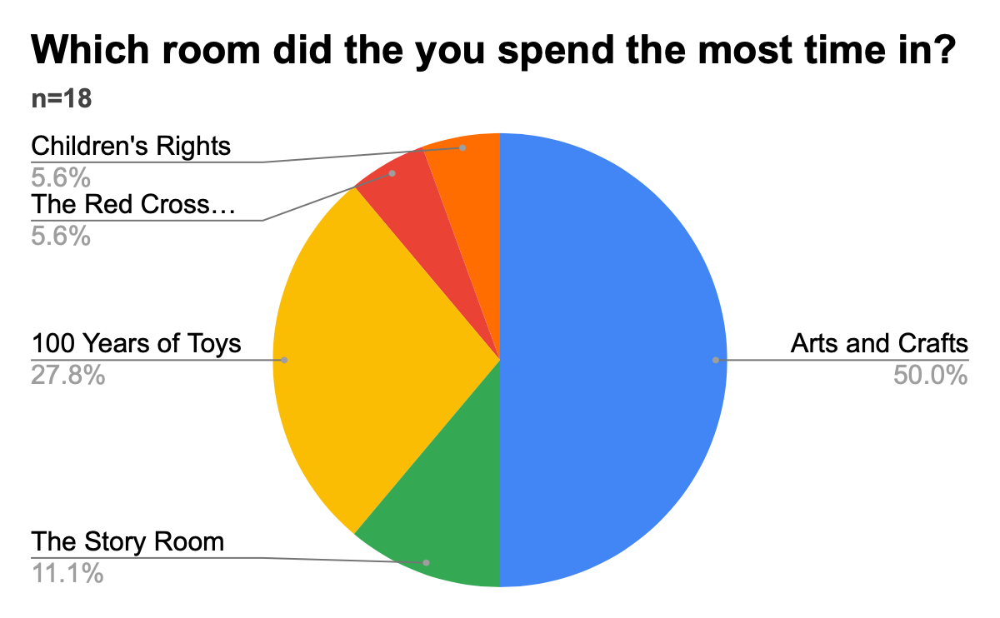 Which room did the you spend the most time in?
n=18
Children's Rights
5.6%
The Red Cross…
5.6%
100 Years of Toys
27.8%
Arts and Crafts
50.0%
The Story Room
11.1%